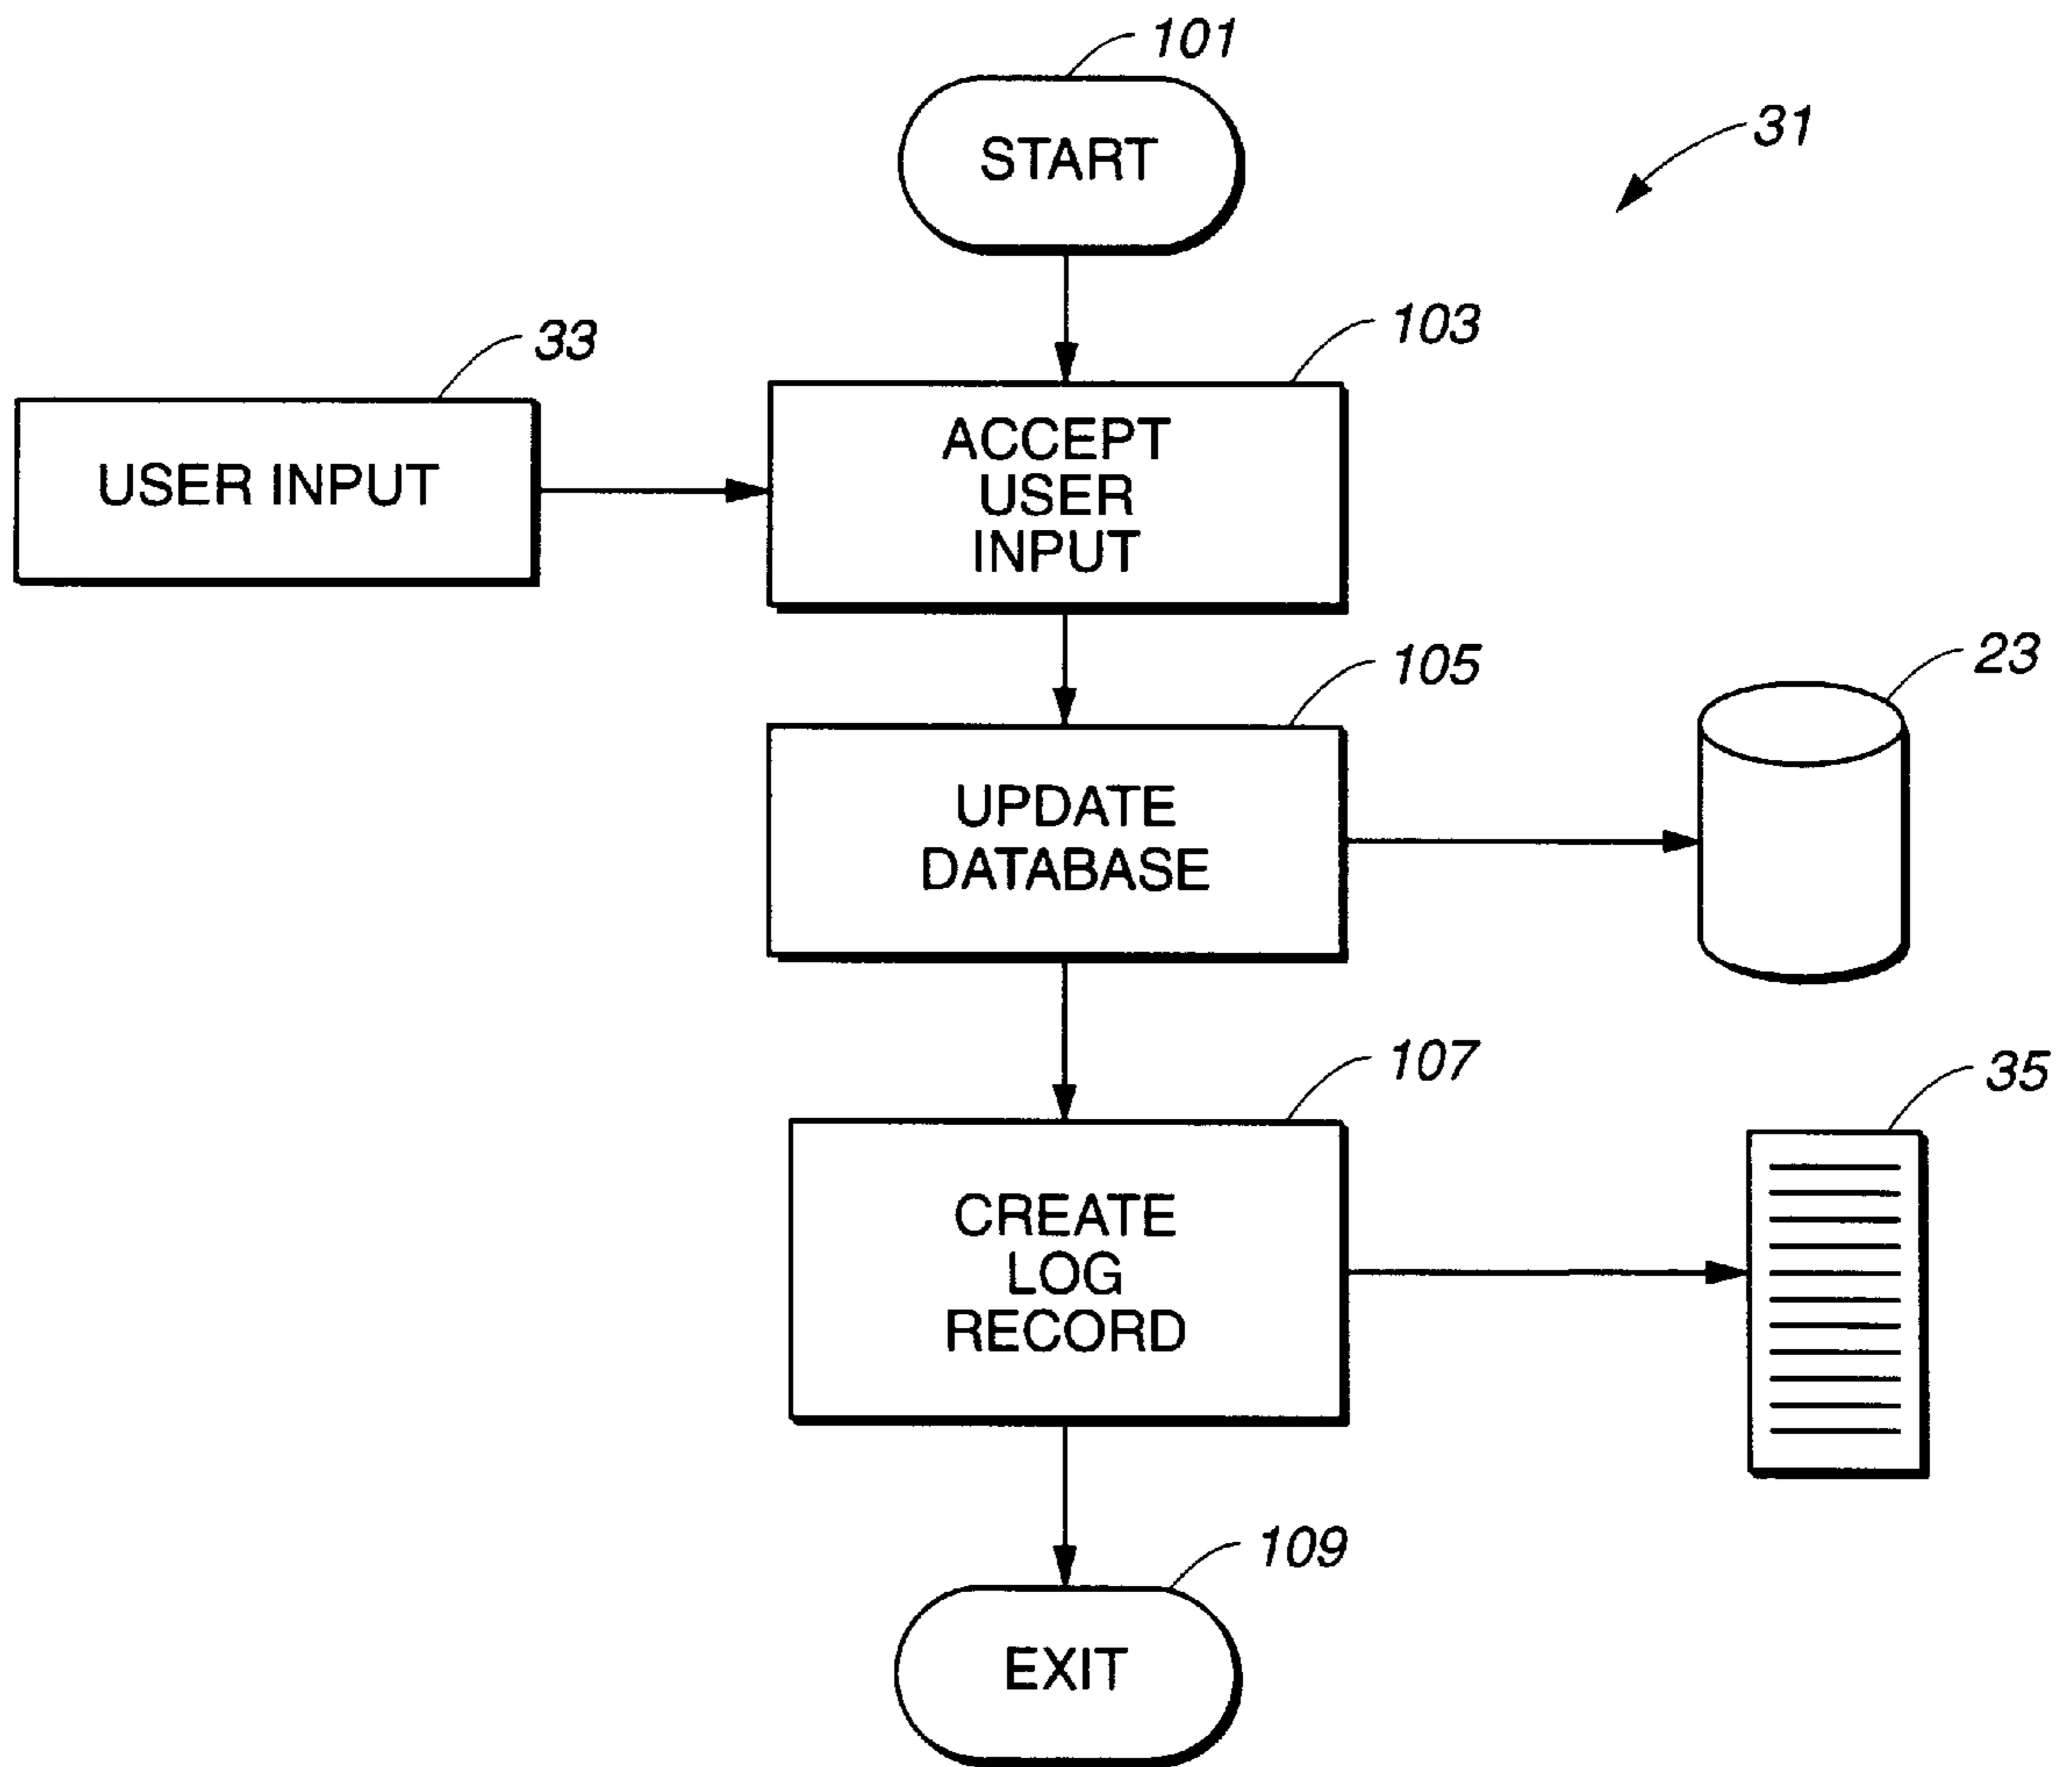 101
START
31
33
103
USER INPUT
ACCEPT
USER
INPUT
105
23
UPDATE
DATABASE
107
35
CREATE
LOG
RECORD
109
EXIT